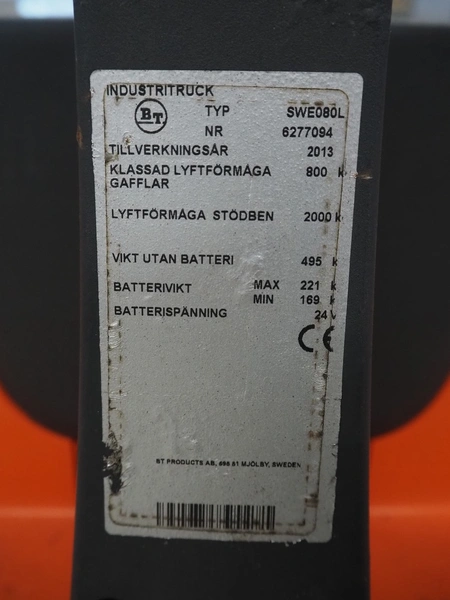 INDUSTRITRUCK
BT TYP SWE080L
NR 6277094
TILLVERKNINGSÅR 2013
KLASSAD LYFTFÖRMÅGA 800 k
GAFFLAR
LYFTFÖRMÅGA STÖDBEN 2000 k
VIKT UTAN BATTERI 495 k
BATTERIVIKT MAX 221 k
MIN 169 k
BATTERISPÄNNING 24 V
CE
BT PRODUCTS AB, 595 81 MJÖLBY, SWEDEN